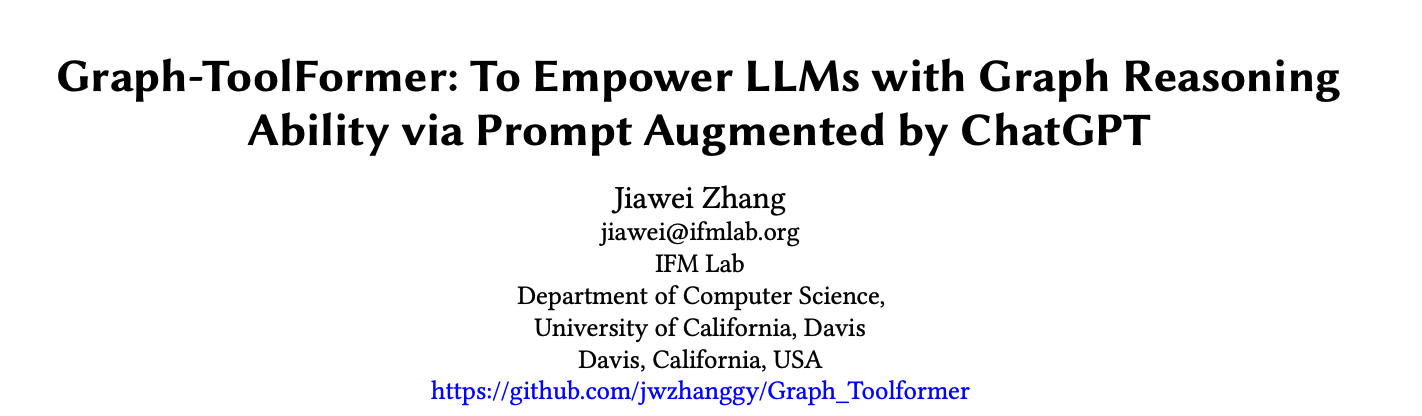 Graph-ToolFormer: To Empower LLMs with Graph Reasoning
Ability via Prompt Augmented by ChatGPT
Jiawei Zhang
jiawei@ifmlab.org
IFM Lab
Department of Computer Science,
University of California, Davis
Davis, California, USA
https://github.com/jwzhanggy/Graph_Toolformer